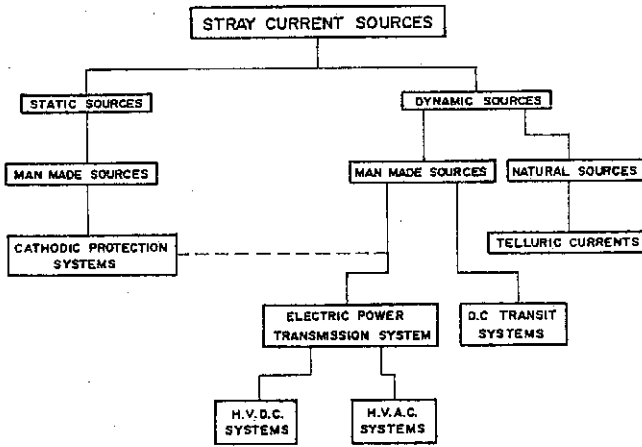 STRAY CURRENT SOURCES
STATIC SOURCES
DYNAMIC SOURCES
MAN MADE SOURCES
MAN MADE SOURCES
NATURAL SOURCES
CATHODIC PROTECTION
SYSTEMS
TELLURIC CURRENTS
ELECTRIC POWER
TRANSMISSION SYSTEM
D.C TRANSIT
SYSTEMS
H.V.D.C.
SYSTEMS
H.V.A.C.
SYSTEMS